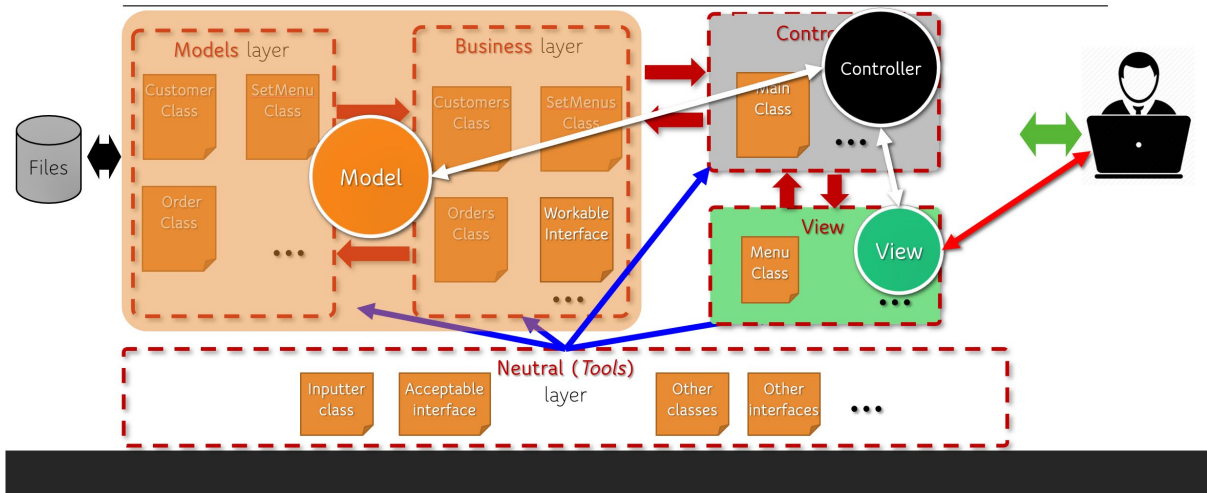 Models layer
Customer
Class
SetMenu
Class
Order
Class
...
Model
Business layer
Customers
Class
SetMenus
Class
Orders
Class
Workable
Interface
...
Files
Controller
Main
Class
...
View
Menu
Class
View
...
Neutral (Tools)
layer
Inputter
class
Acceptable
interface
Other
classes
Other
interfaces
...